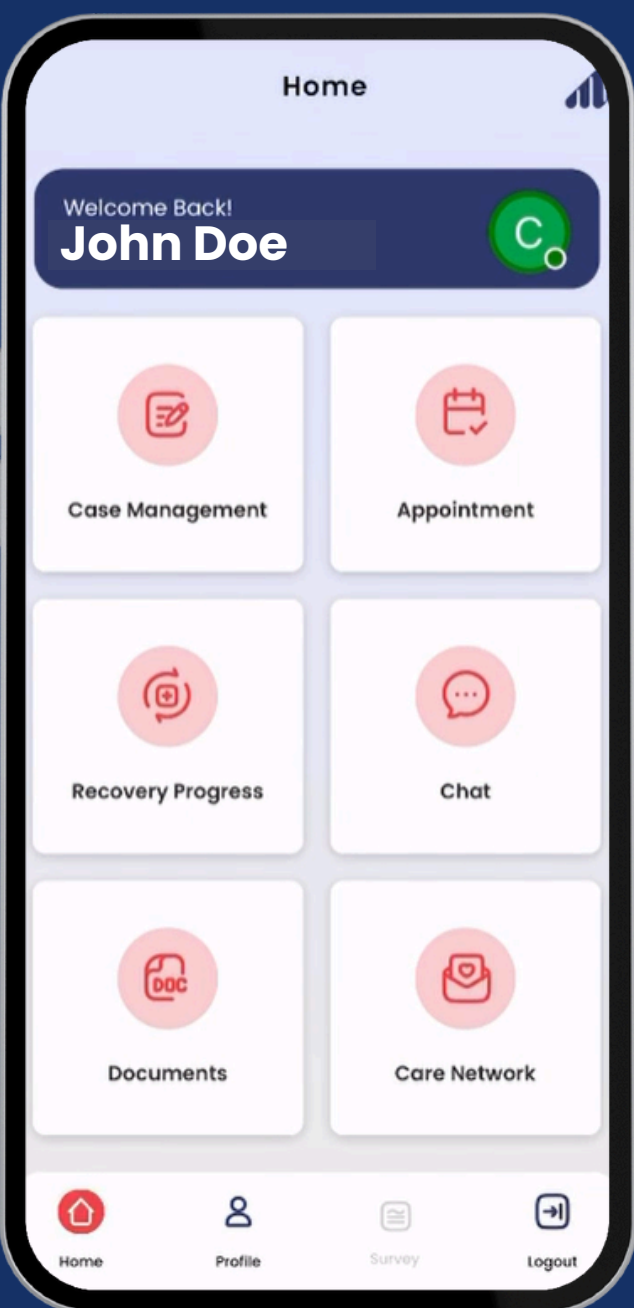 Home
Welcome Back!
John Doe
C
Case Management
Appointment
Recovery Progress
Chat
DOC
Documents
Care Network
Home
Profile
Survey
Logout